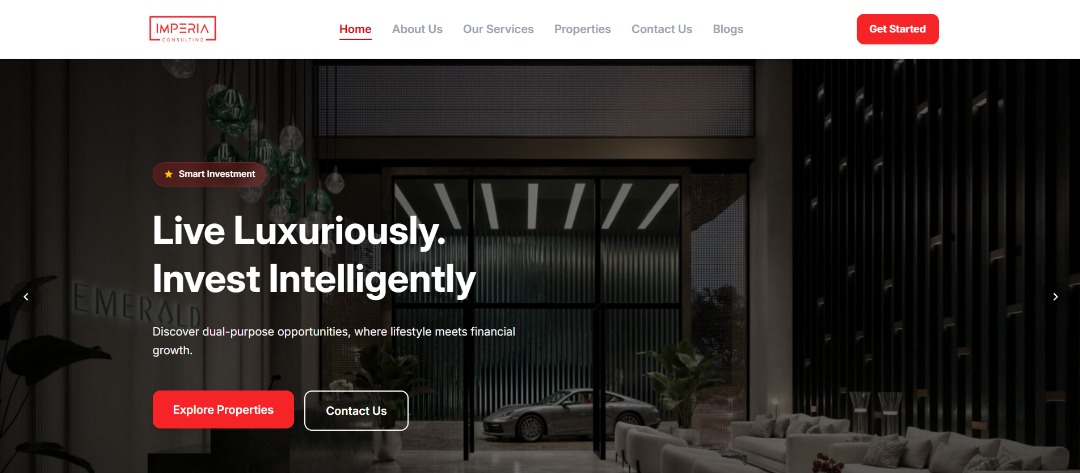 IMPERIA
CONSULTING
Home
About Us
Our Services
Properties
Contact Us
Blogs
Get Started
Smart Investment
Live Luxuriously.
Invest Intelligently
EMERALD
Discover dual-purpose opportunities, where lifestyle meets financial
growth.
Explore Properties
Contact Us